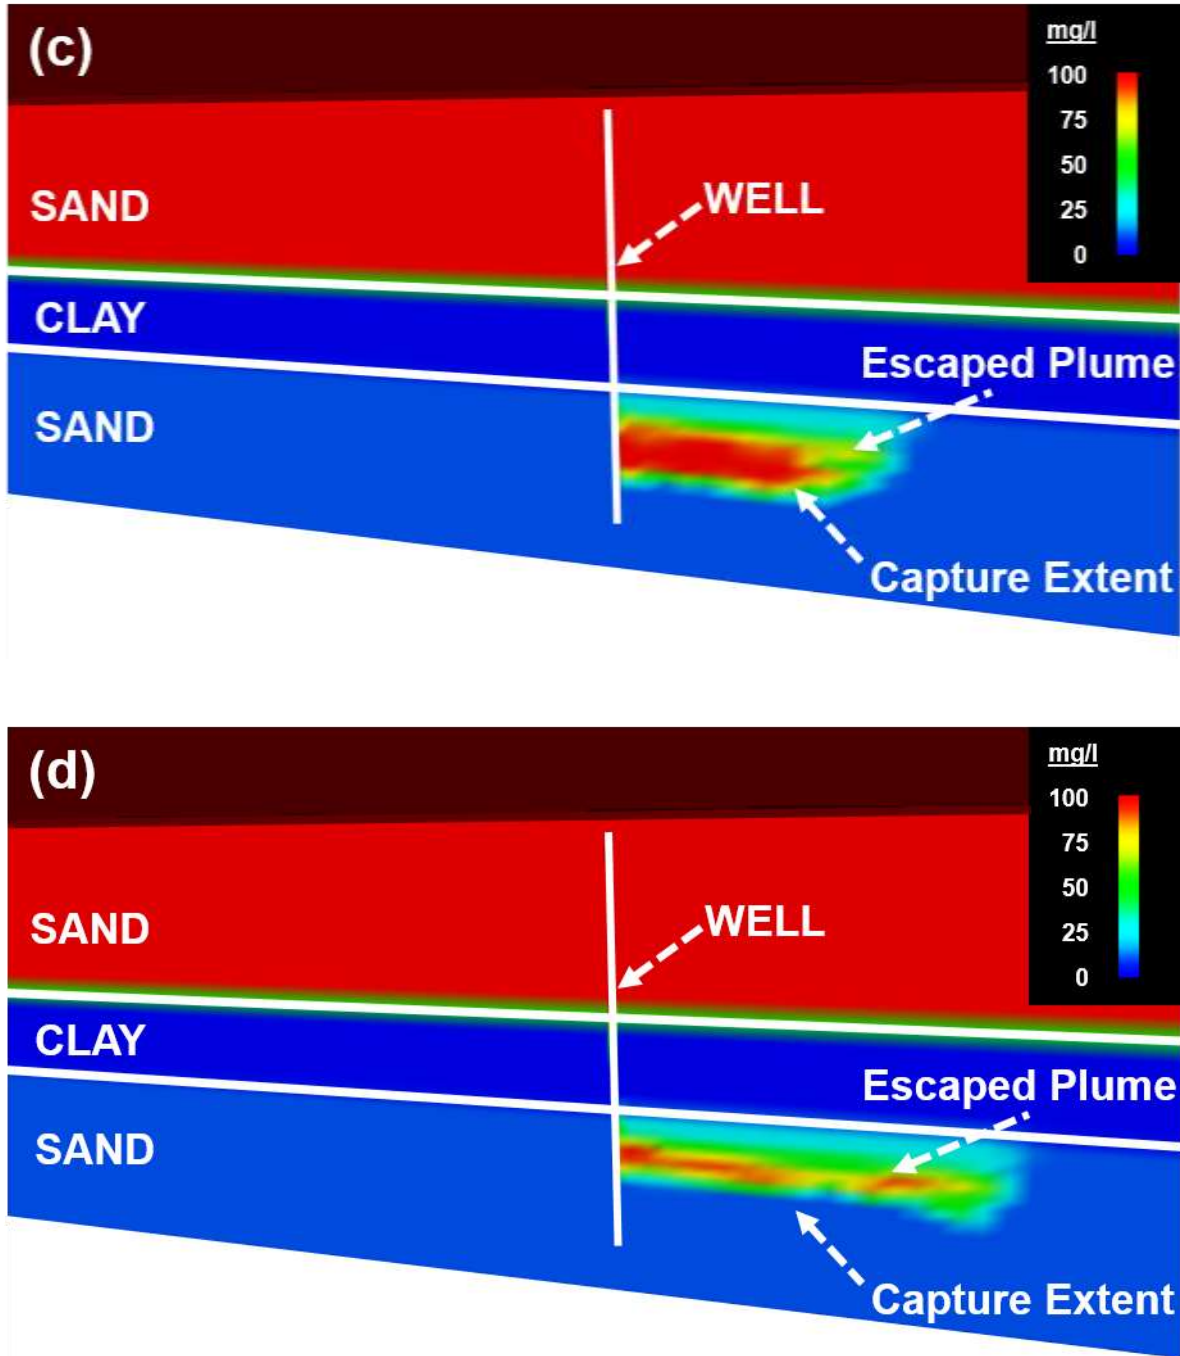 (c)
mg/l
100
75
50
25
0
SAND
WELL
CLAY
Escaped Plume
SAND
Capture Extent
(d)
mg/l
100
75
50
25
0
SAND
WELL
CLAY
Escaped Plume
SAND
Capture Extent